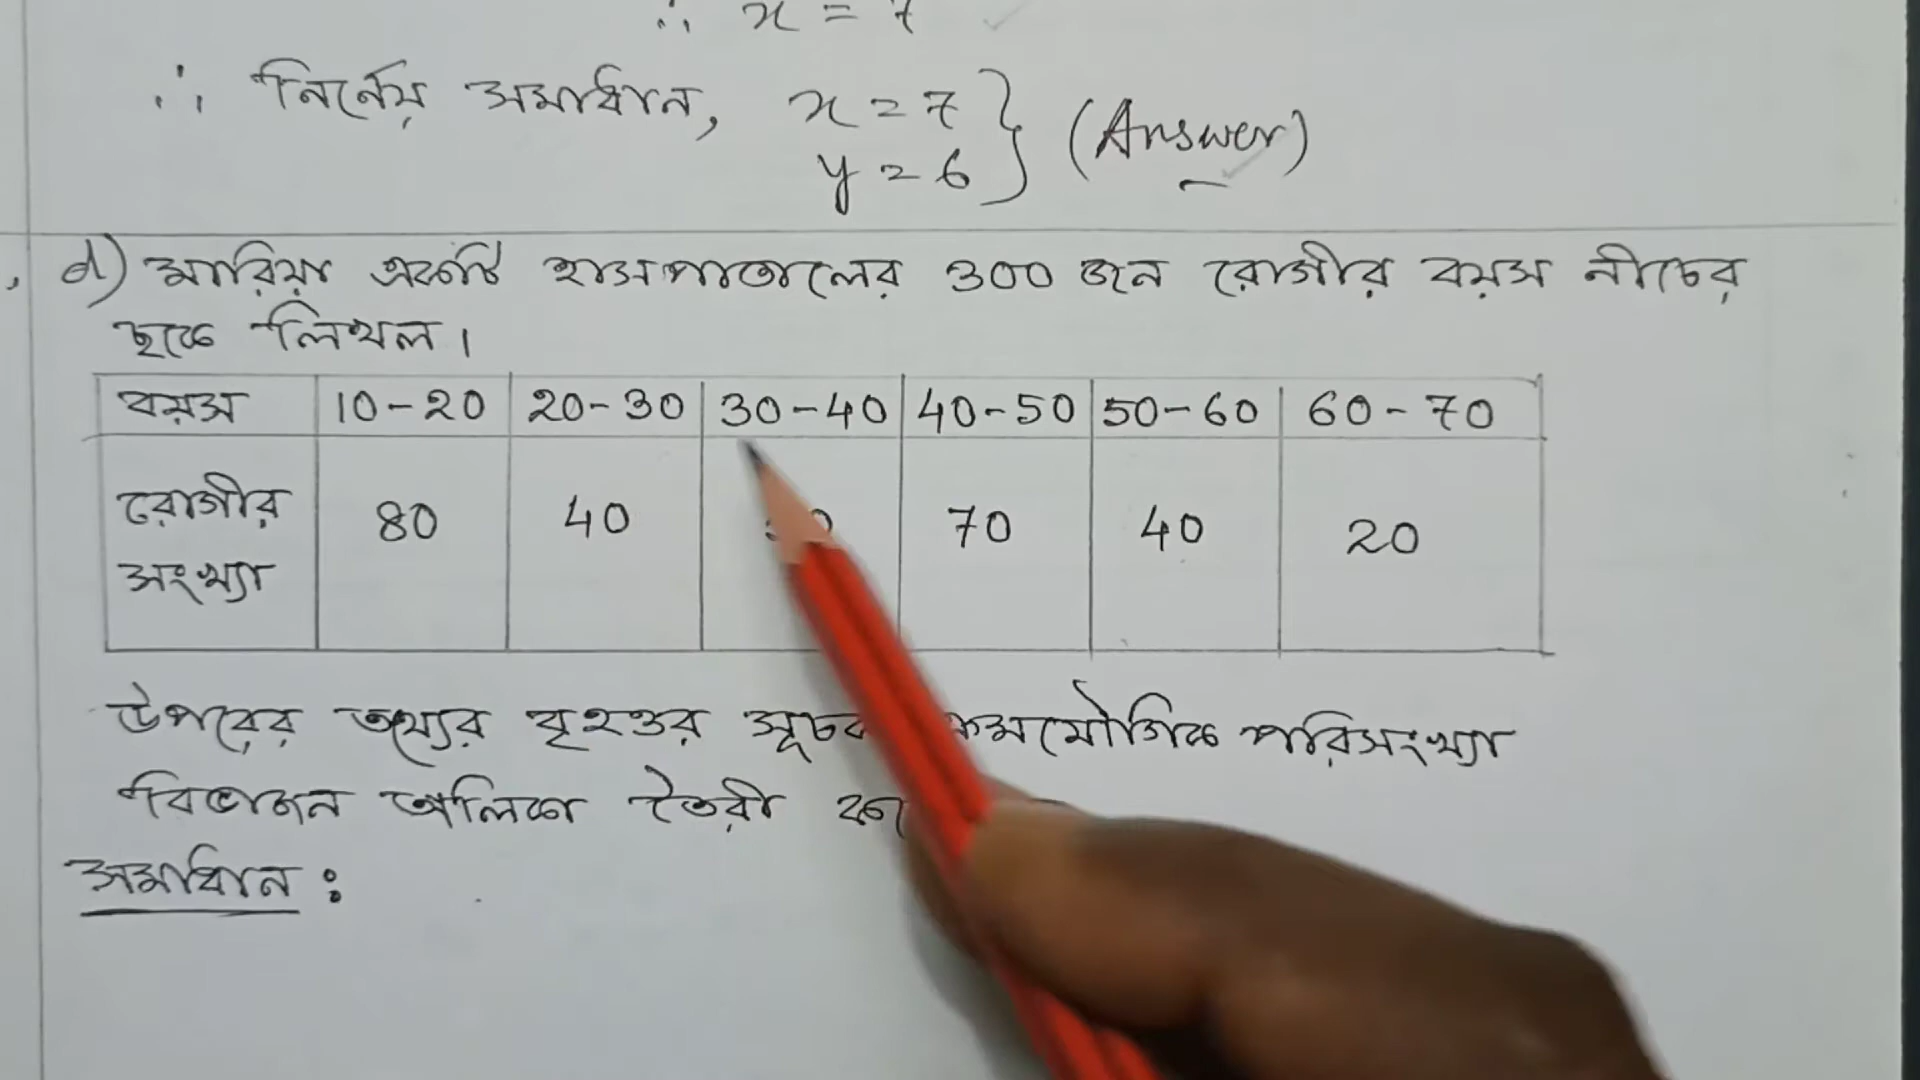 ∴ x = 7
∴ নির্ণেয় সমাধান, x = 7 } (Answer)
y = 6
d) মারিয়া একটি হাসপাতালের 300 জন রোগীর বয়স নীচের
ছকে লিখল।
বয়স 10-20 20-30 30-40 40-50 50-60 60-70
রোগীর সংখ্যা 80 40 70 40 20
উপরের তথ্যের বৃহত্তর সূচক ক্রমযৌগিক পরিসংখ্যা
বিভাজন তালিকা তৈরী
সমাধান :